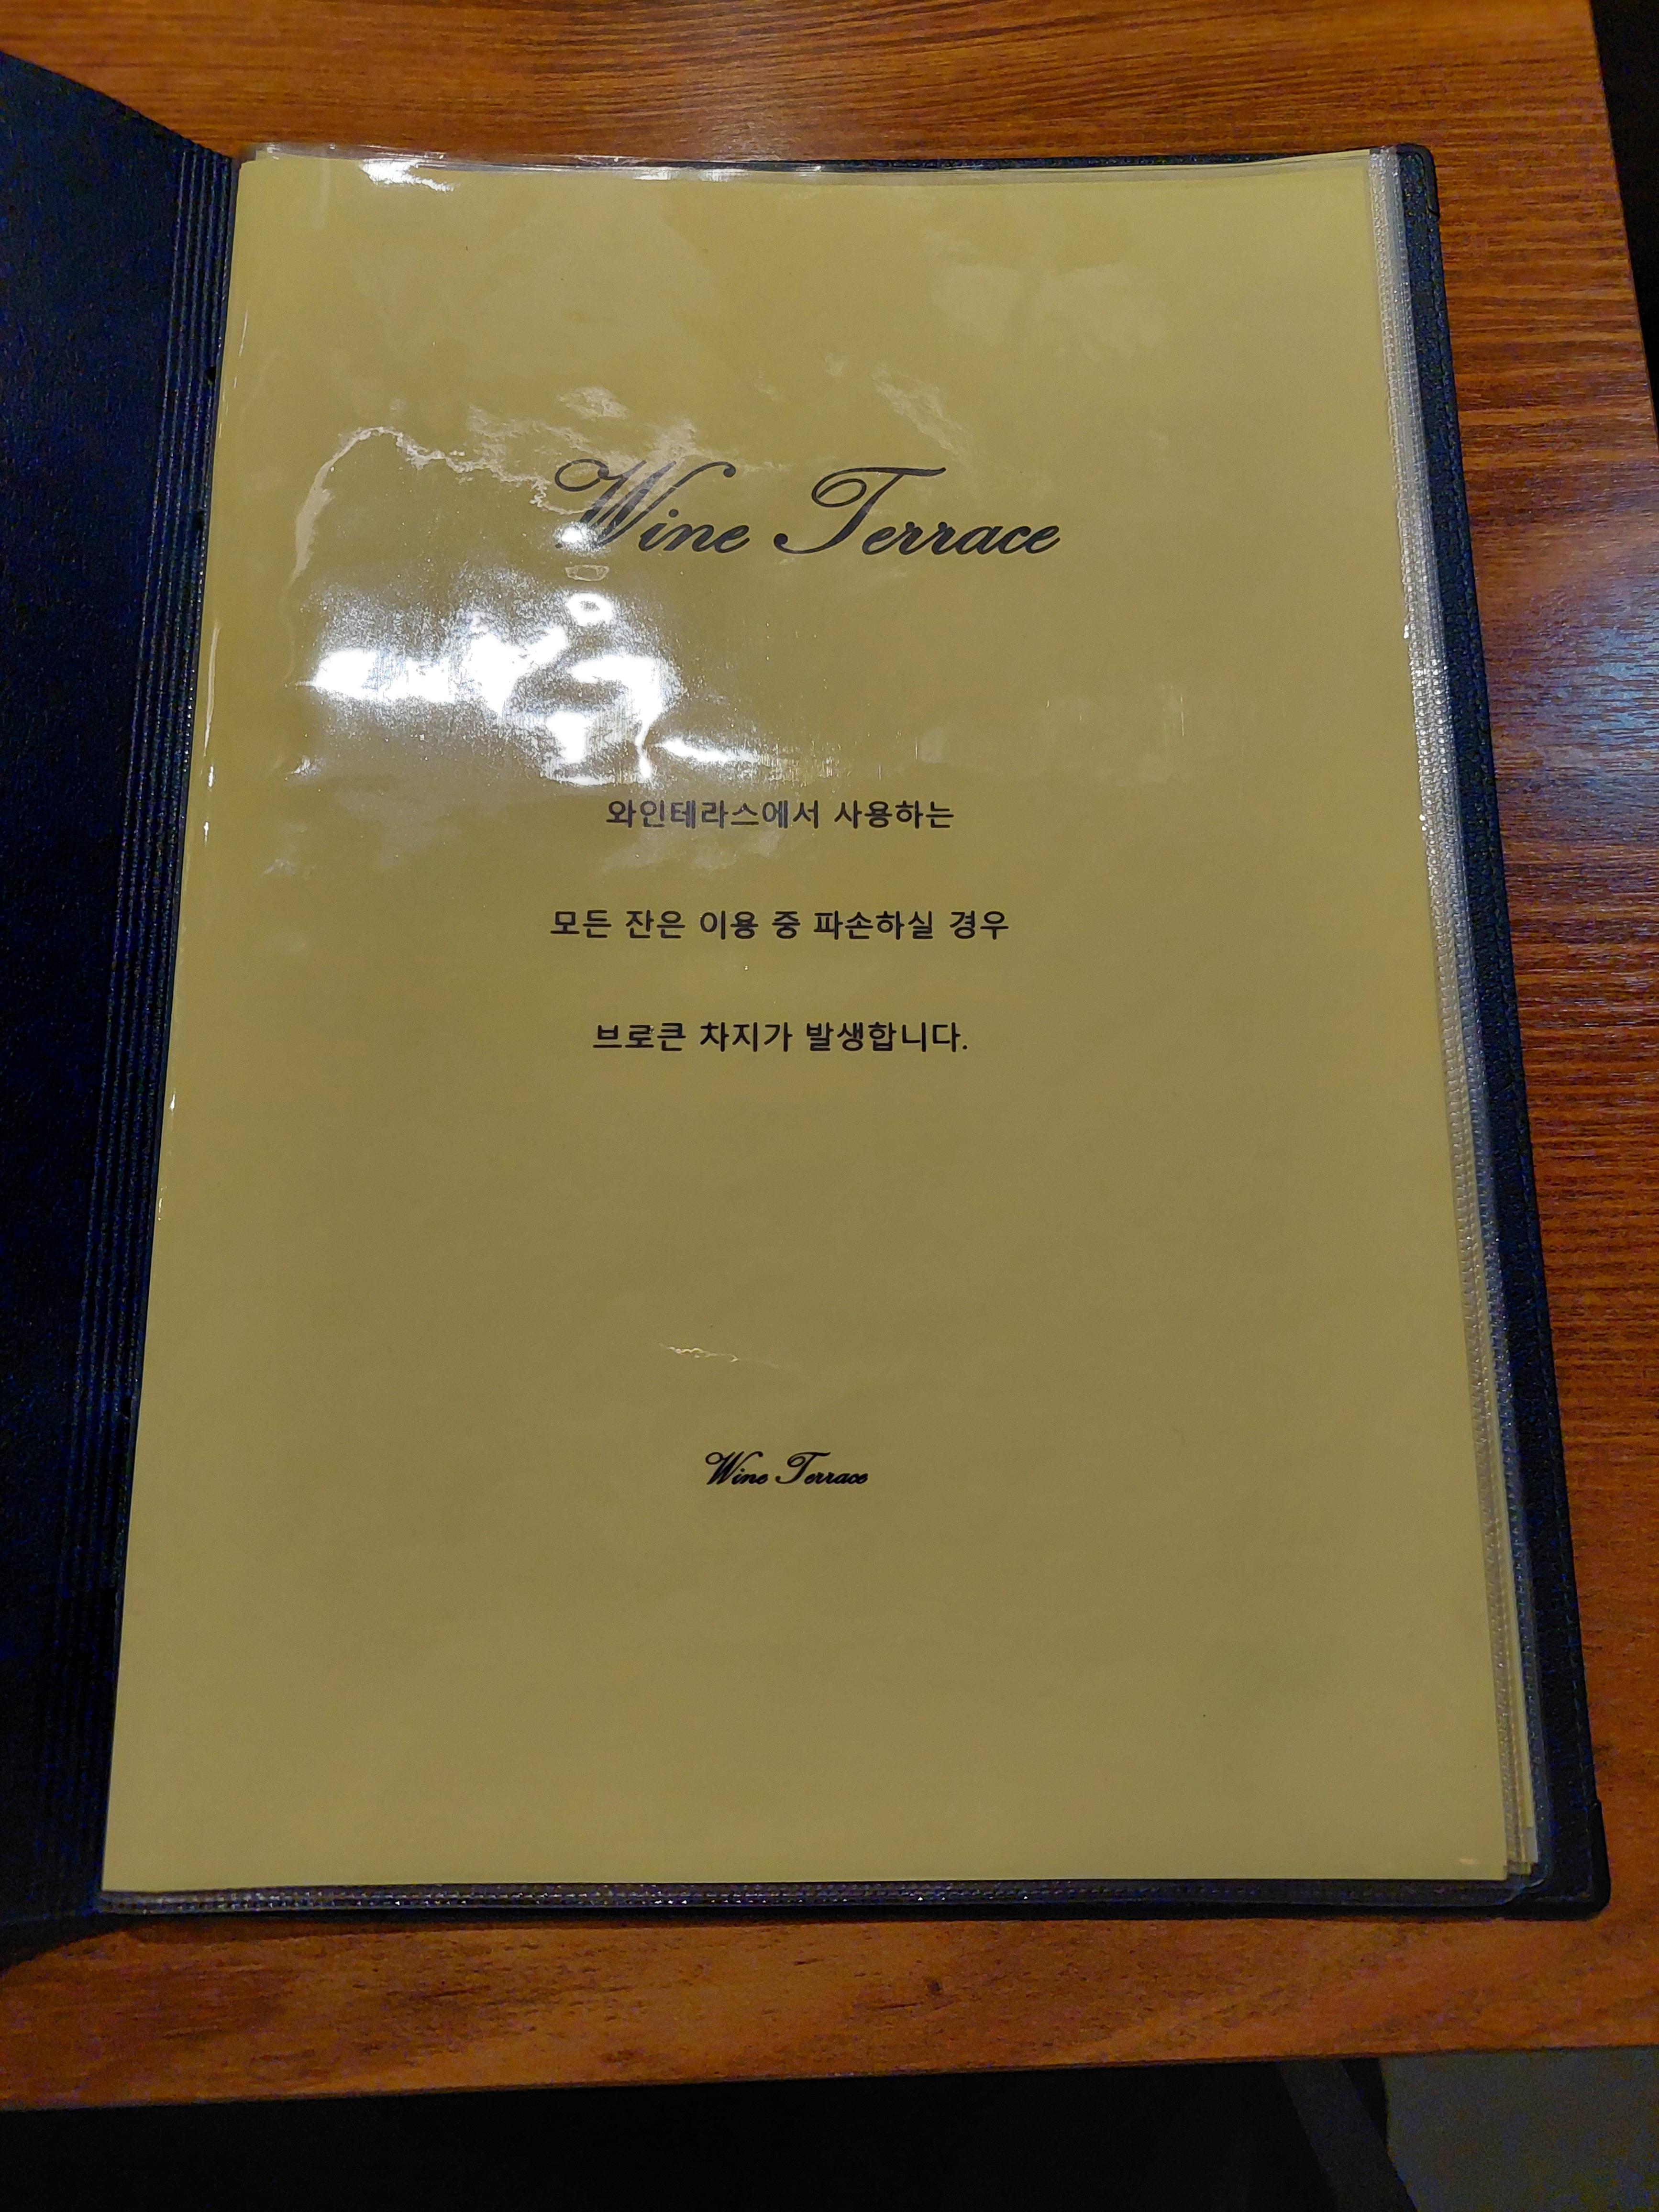 Wine Terrace
와인테라스에서 사용하는
모든 잔은 이용 중 파손하실 경우
브로큰 차지가 발생합니다.
Wine Terrace